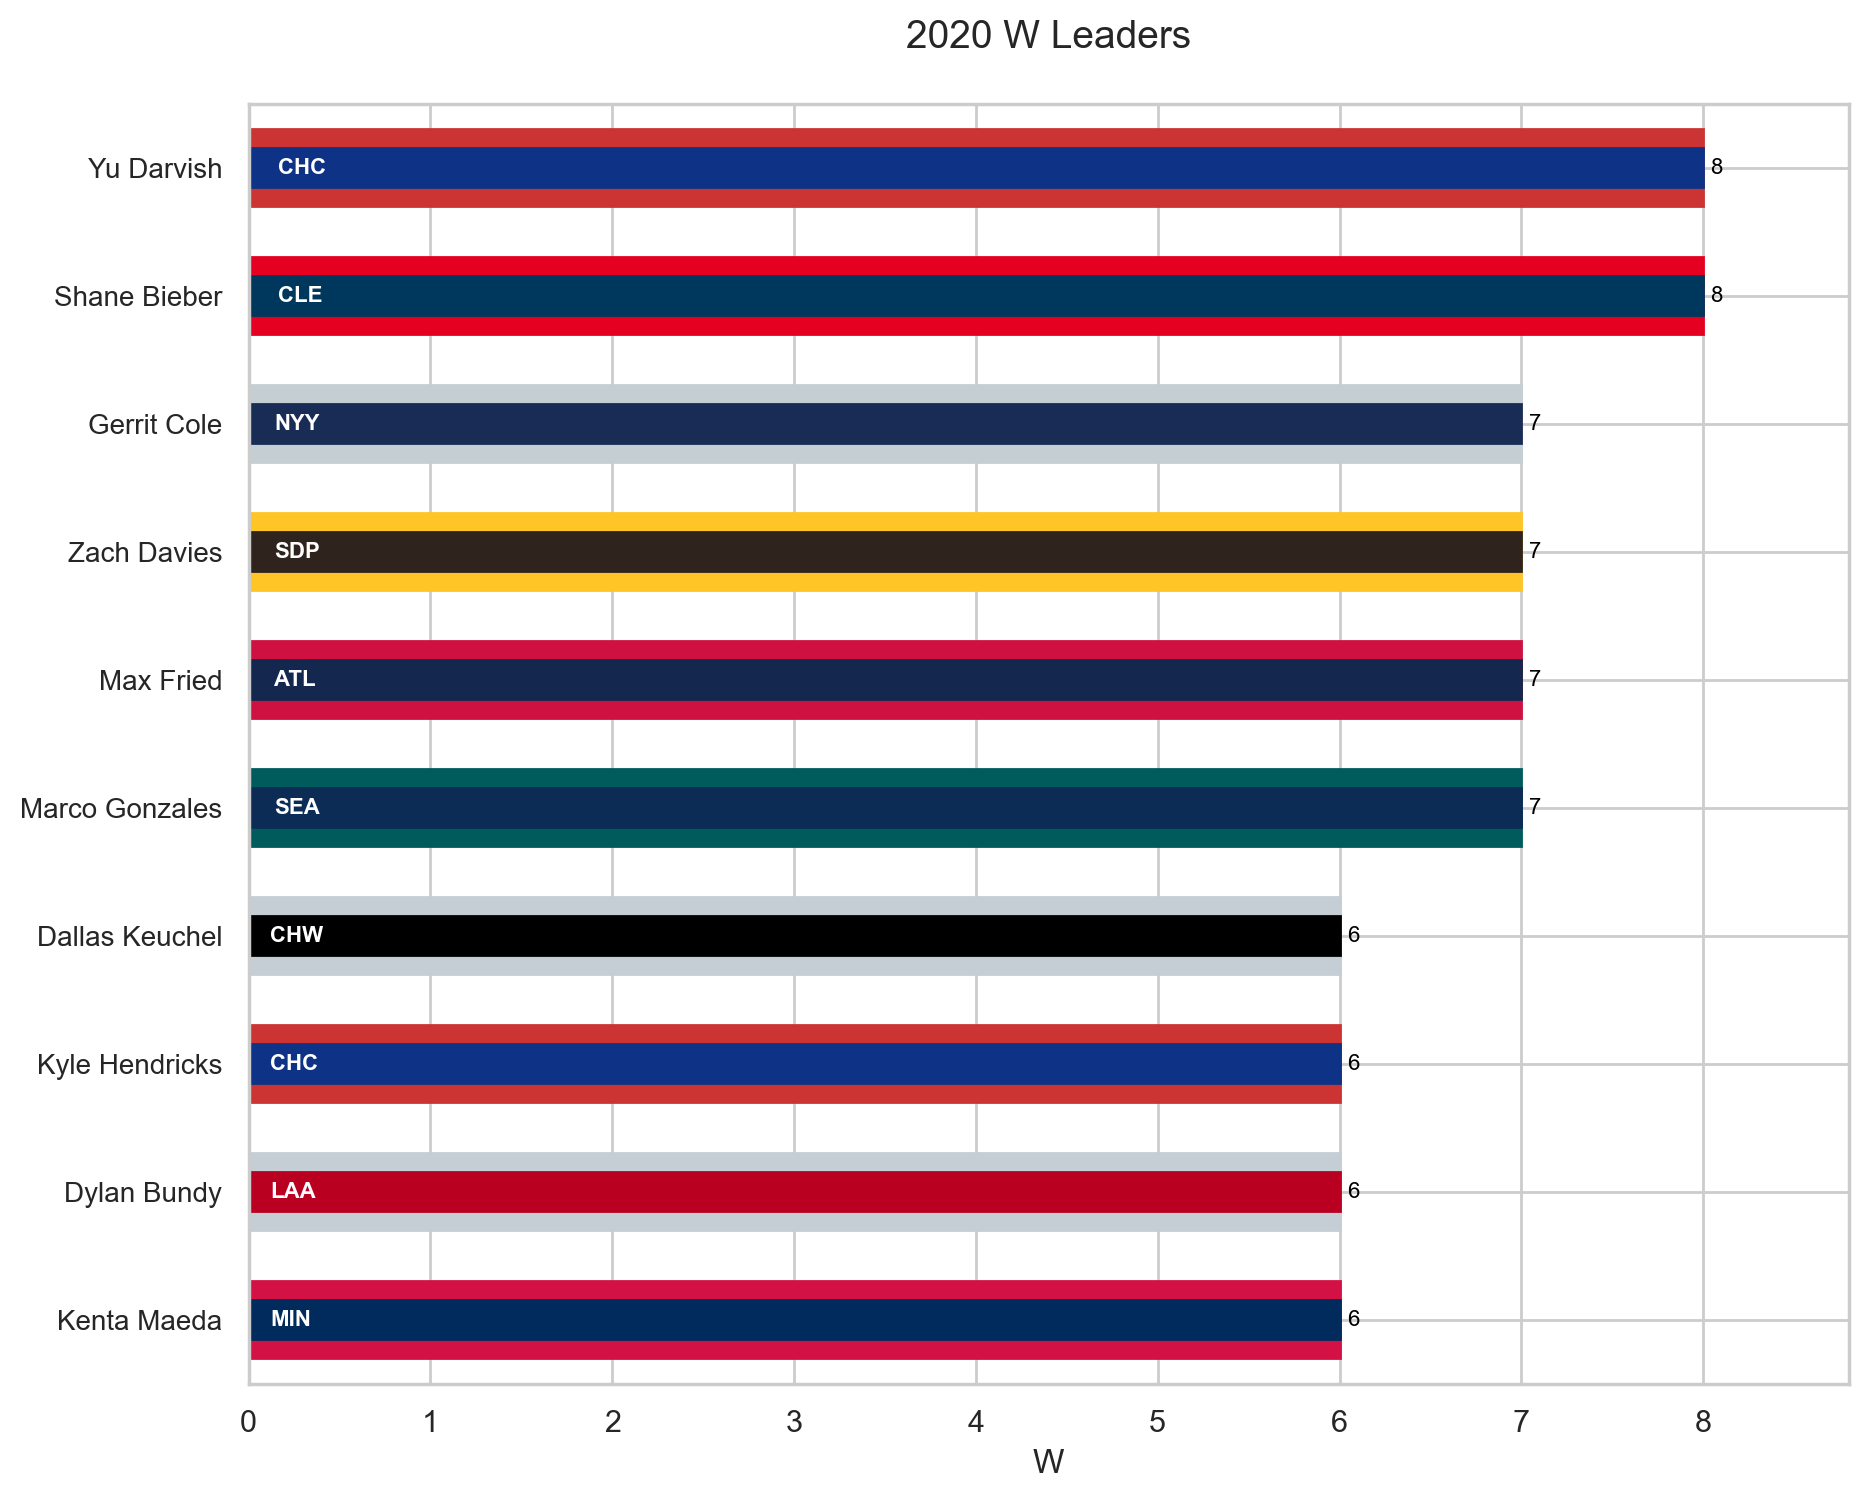 2020 W Leaders
Yu Darvish CHC 8
Shane Bieber CLE 8
Gerrit Cole NYY 7
Zach Davies SDP 7
Max Fried ATL 7
Marco Gonzales SEA 7
Dallas Keuchel CHW 6
Kyle Hendricks CHC 6
Dylan Bundy LAA 6
Kenta Maeda MIN 6
0 1 2 3 4 5 6 7 8
W